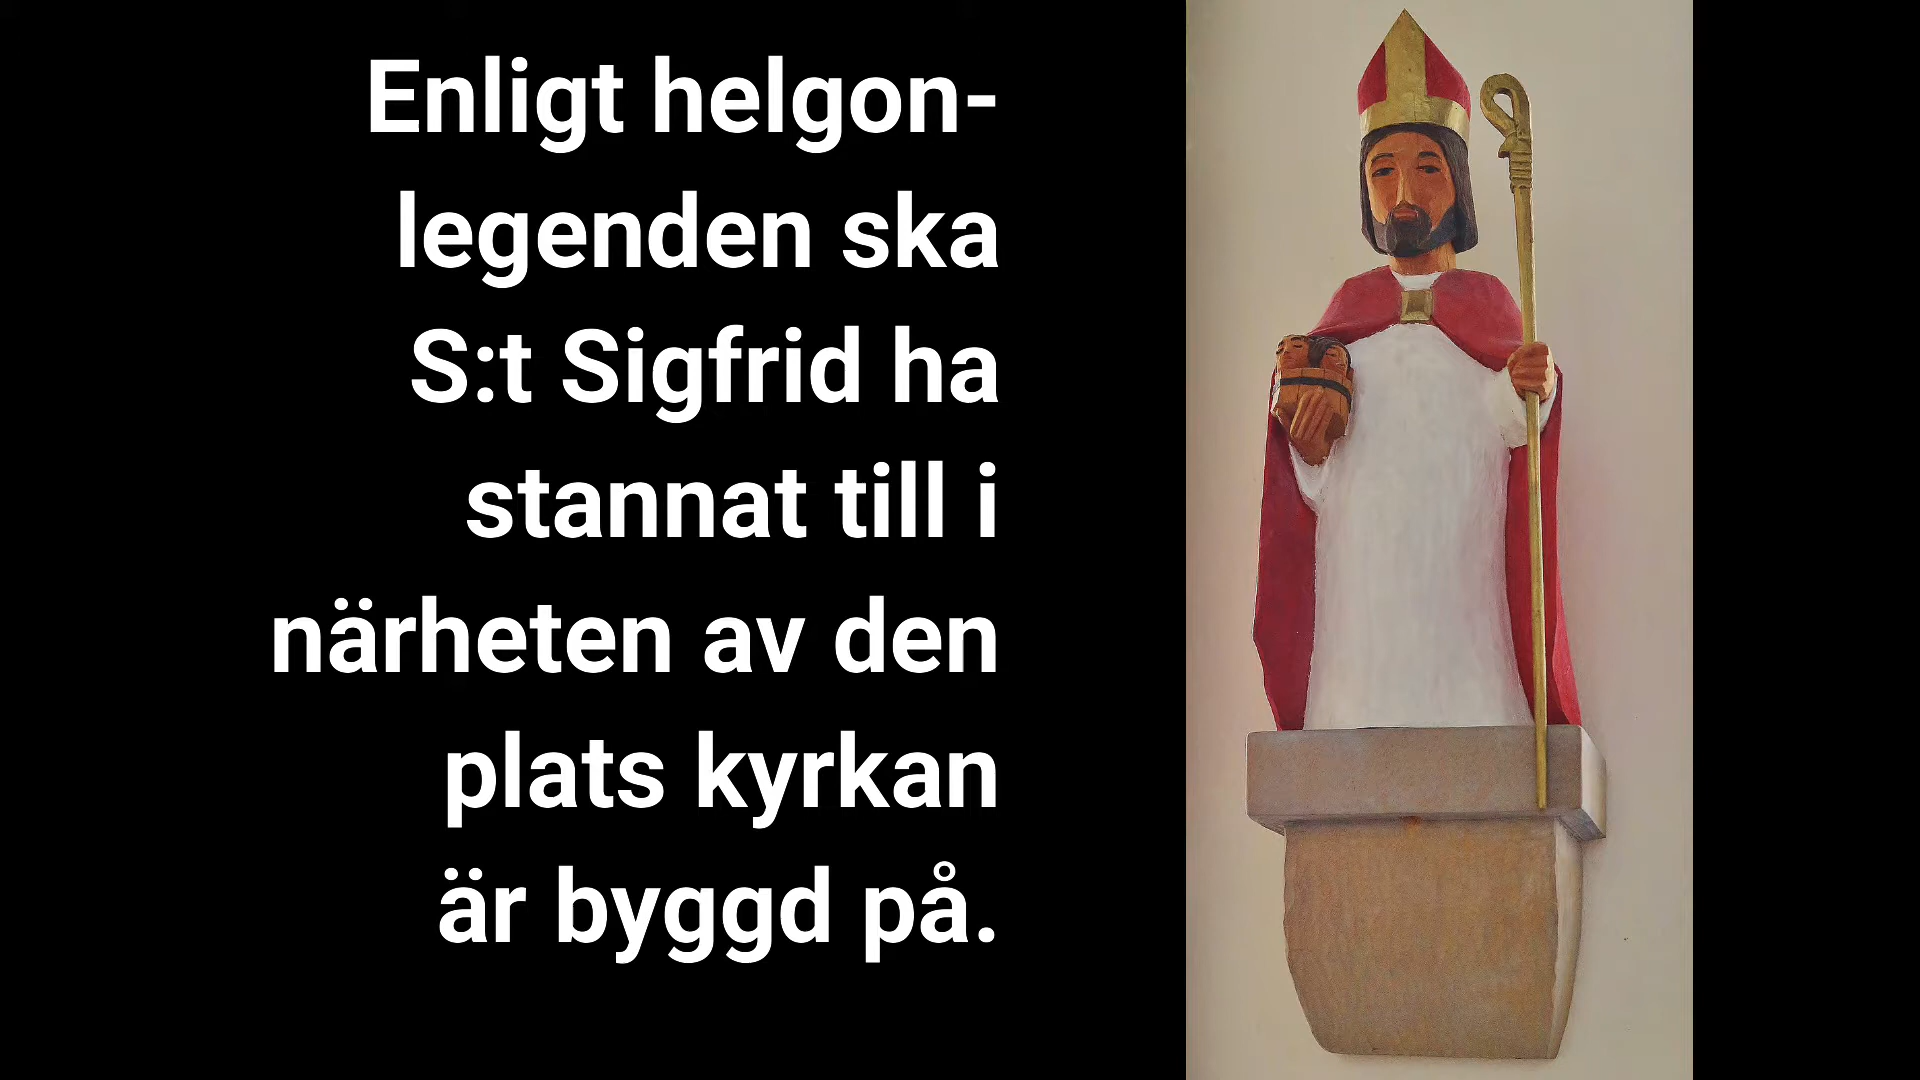 Enligt helgon-
legenden ska
S:t Sigfrid ha
stannat till i
närheten av den
plats kyrkan
är byggd på.